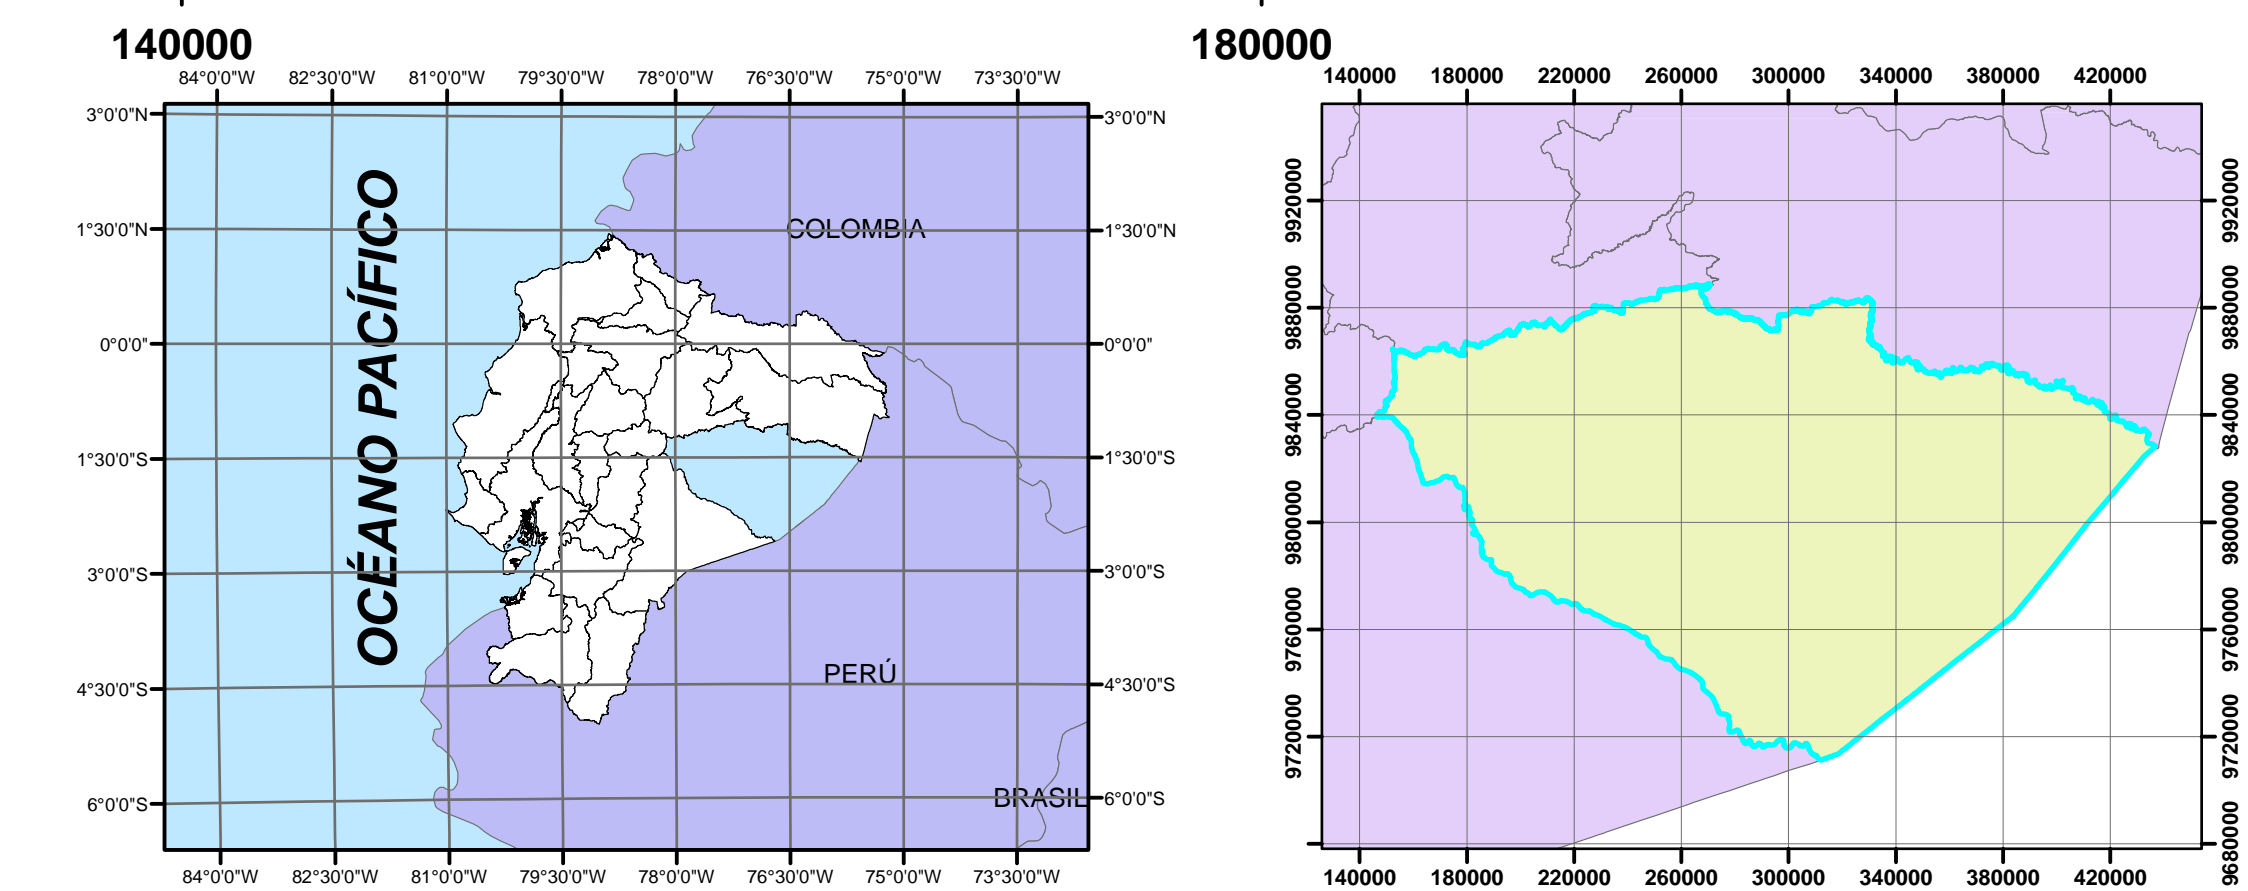 140000
180000
84°0'0"W 82°30'0"W 81°0'0"W 79°30'0"W 78°0'0"W 76°30'0"W 75°0'0"W 73°30'0"W
140000 180000 220000 260000 300000 340000 380000 420000
3°0'0"N
3°0'0"N
1°30'0"N
1°30'0"N
0°0'0"
0°0'0"
1°30'0"S
1°30'0"S
3°0'0"S
3°0'0"S
4°30'0"S
4°30'0"S
6°0'0"S
6°0'0"S
OCÉANO PACÍFICO
COLOMBIA
PERÚ
BRASIL
9920000
9920000
9880000
9880000
9840000
9840000
9800000
9800000
9760000
9760000
9720000
9720000
9680000
84°0'0"W 82°30'0"W 81°0'0"W 79°30'0"W 78°0'0"W 76°30'0"W 75°0'0"W 73°30'0"W
140000 180000 220000 260000 300000 340000 380000 420000